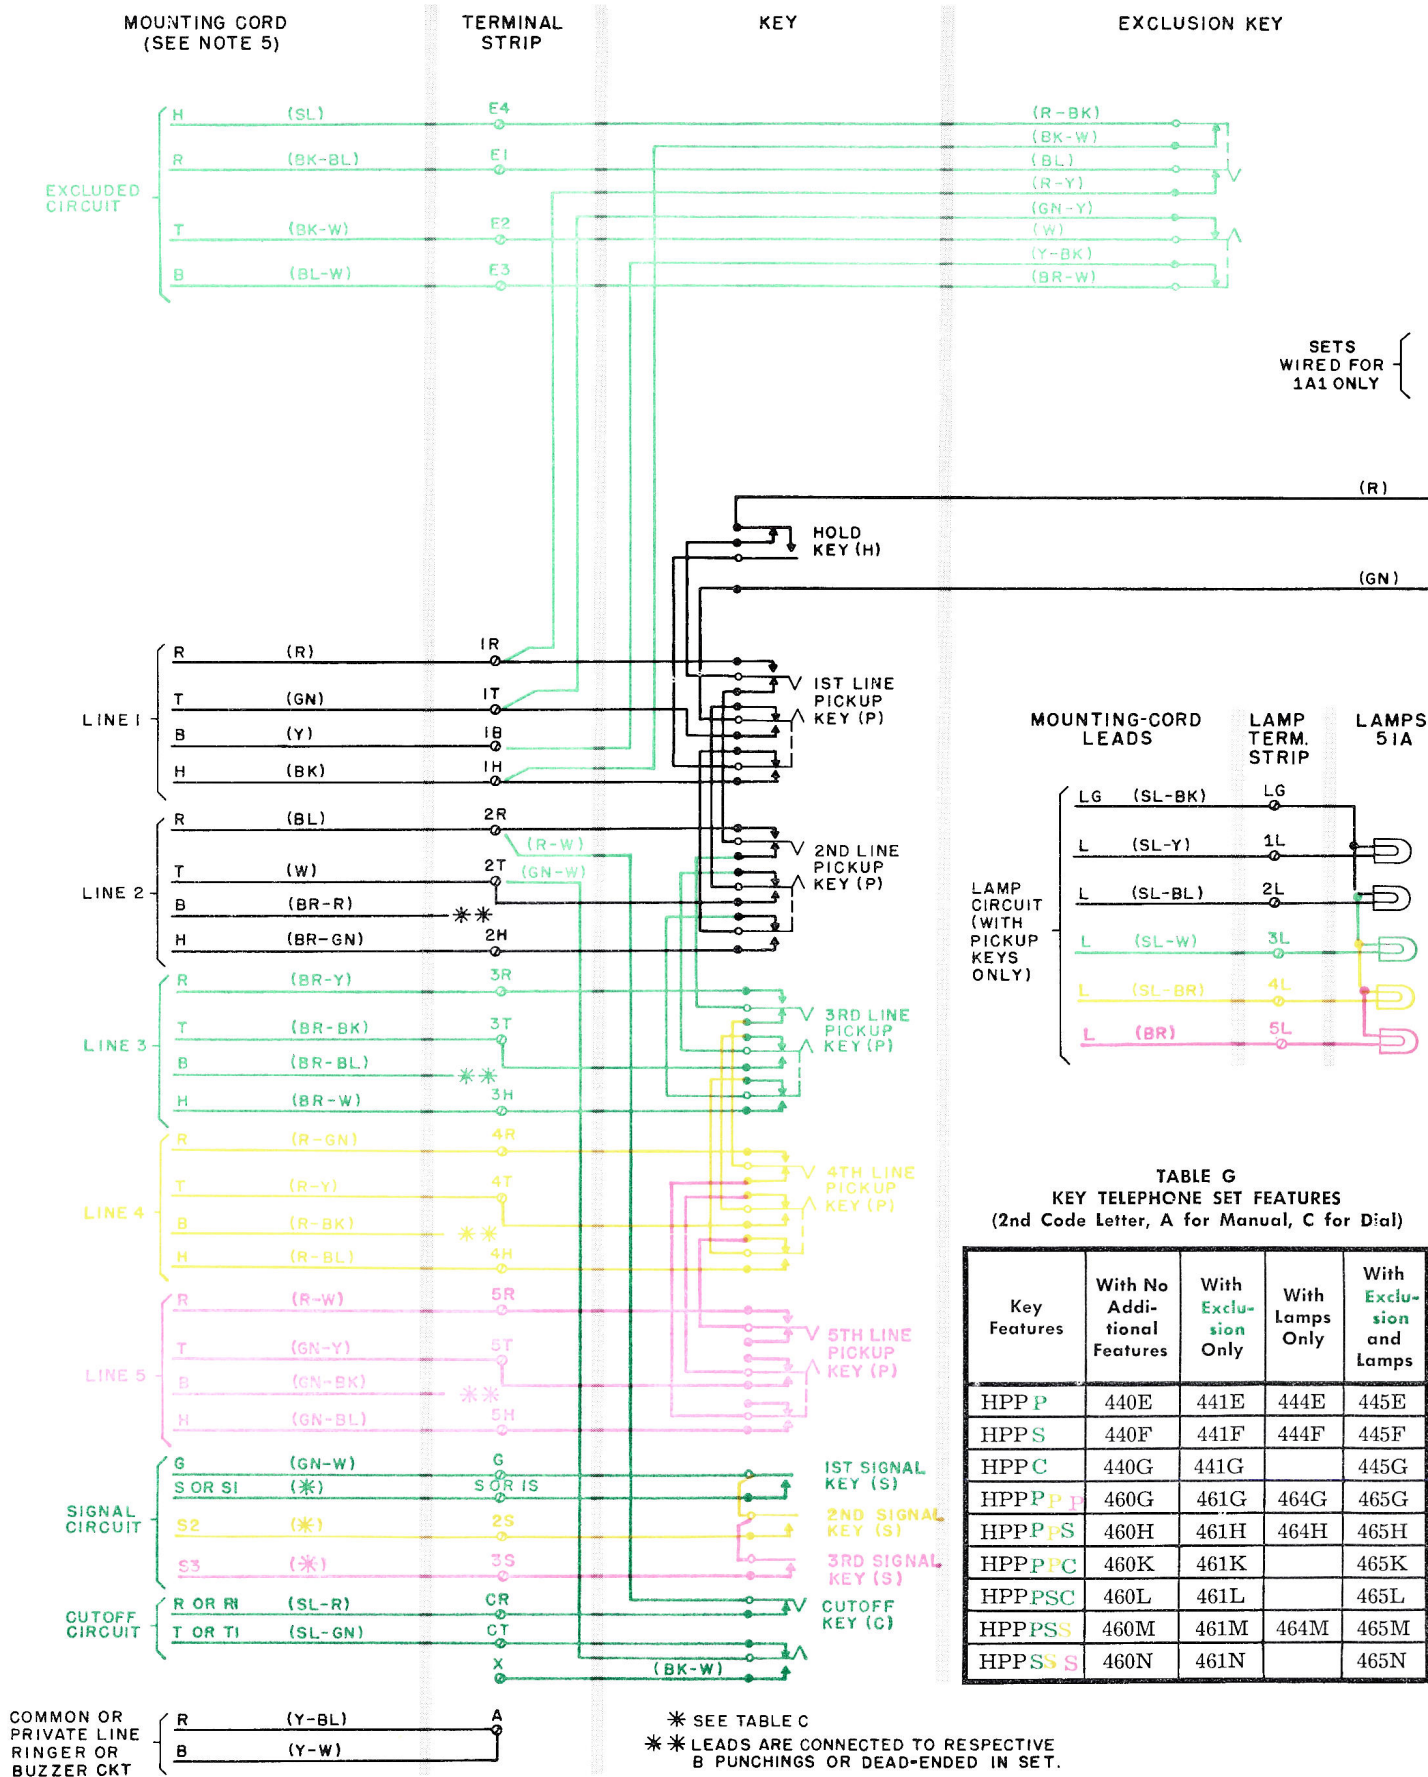 MOUNTING CORD
(SEE NOTE 5)
TERMINAL
STRIP
KEY
EXCLUSION KEY
EXCLUDED
CIRCUIT
H (SL) E4 (R-BK)
(BK-W)
R (BK-BL) E1 (BL)
(R-Y)
(GN-Y)
T (BK-W) E2 (W)
(Y-BK)
B (BL-W) E3 (BR-W)
SETS
WIRED FOR
1A1 ONLY
(R)
HOLD
KEY (H)
(GN)
LINE 1
R (R) 1R
T (GN) 1T
B (Y) 1B
H (BK) 1H
1ST LINE
PICKUP
KEY (P)
LINE 2
R (BL) 2R
(R-W)
T (W) 2T
(GN-W)
B (BR-R) **
H (BR-GN) 2H
2ND LINE
PICKUP
KEY (P)
LINE 3
R (BR-Y) 3R
T (BR-BK) 3T
B (BR-BL) **
H (BR-W) 3H
3RD LINE
PICKUP
KEY (P)
LINE 4
R (R-GN) 4R
T (R-Y) 4T
B (R-BK) **
H (R-BL) 4H
4TH LINE
PICKUP
KEY (P)
LINE 5
R (R-W) 5R
T (GN-Y) 5T
B (GN-BK) **
H (GN-BL) 5H
5TH LINE
PICKUP
KEY (P)
SIGNAL
CIRCUIT
G (GN-W) G
S OR S1 (*) S OR 1S
S2 (*) 2S
S3 (*) 3S
1ST SIGNAL
KEY (S)
2ND SIGNAL
KEY (S)
3RD SIGNAL
KEY (S)
CUTOFF
CIRCUIT
R OR R1 (SL-R) CR
T OR T1 (SL-GN) CT
X (BK-W)
CUTOFF
KEY (C)
COMMON OR
PRIVATE LINE
RINGER OR
BUZZER CKT
R (Y-BL) A
B (Y-W)
* SEE TABLE C
** LEADS ARE CONNECTED TO RESPECTIVE
B PUNCHINGS OR DEAD-ENDED IN SET.
MOUNTING-CORD
LEADS
LAMP
TERM.
STRIP
LAMPS
51A
LAMP
CIRCUIT
(WITH
PICKUP
KEYS
ONLY)
LG (SL-BK) LG
L (SL-Y) 1L
L (SL-BL) 2L
L (SL-W) 3L
L (SL-BR) 4L
L (BR) 5L
TABLE G
KEY TELEPHONE SET FEATURES
(2nd Code Letter, A for Manual, C for Dial)
Key
Features
With No
Addi-
tional
Features
With
Exclu-
sion
Only
With
Lamps
Only
With
Exclu-
sion
and
Lamps
HPPP 440E 441E 444E 445E
HPPS 440F 441F 444F 445F
HPPC 440G 441G 445G
HPPPPP 460G 461G 464G 465G
HPPPPS 460H 461H 464H 465H
HPPPPC 460K 461K 465K
HPPPSC 460L 461L 465L
HPPPSS 460M 461M 464M 465M
HPPSSS 460N 461N 465N